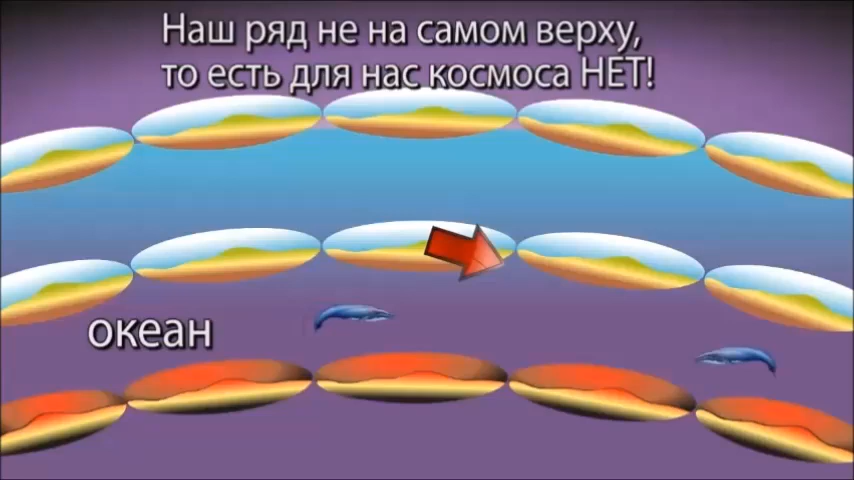 Наш ряд не на самом верху,
то есть для нас космоса НЕТ!
океан